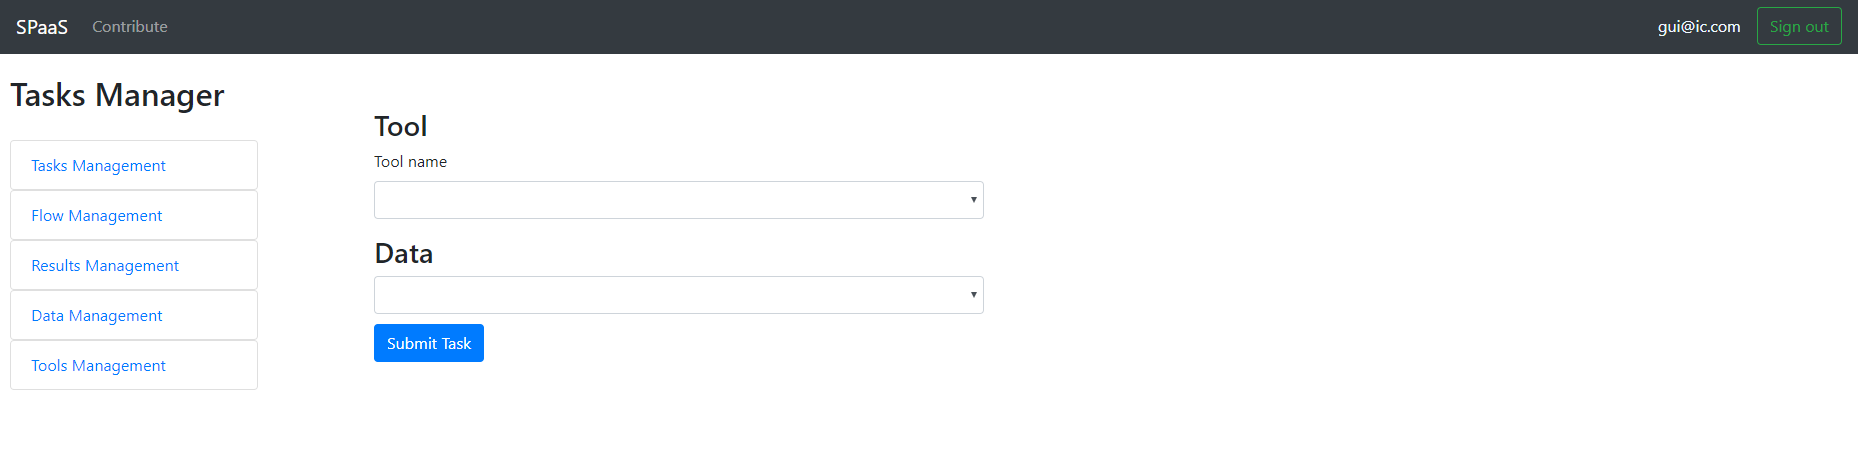 SPaaS Contribute gui@ic.com Sign out
Tasks Manager
Tasks Management
Flow Management
Results Management
Data Management
Tools Management
Tool
Tool name
Data
Submit Task